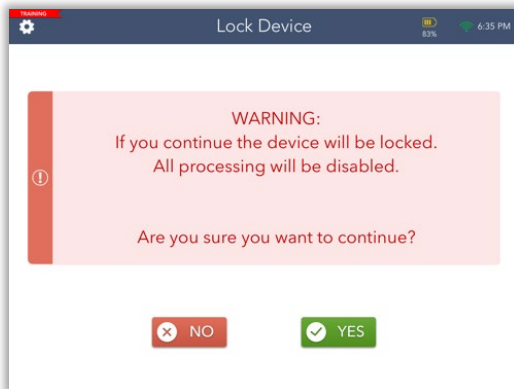 TRAINING
Lock Device
83%
6:35 PM
WARNING:
If you continue the device will be locked.
All processing will be disabled.
Are you sure you want to continue?
NO
YES